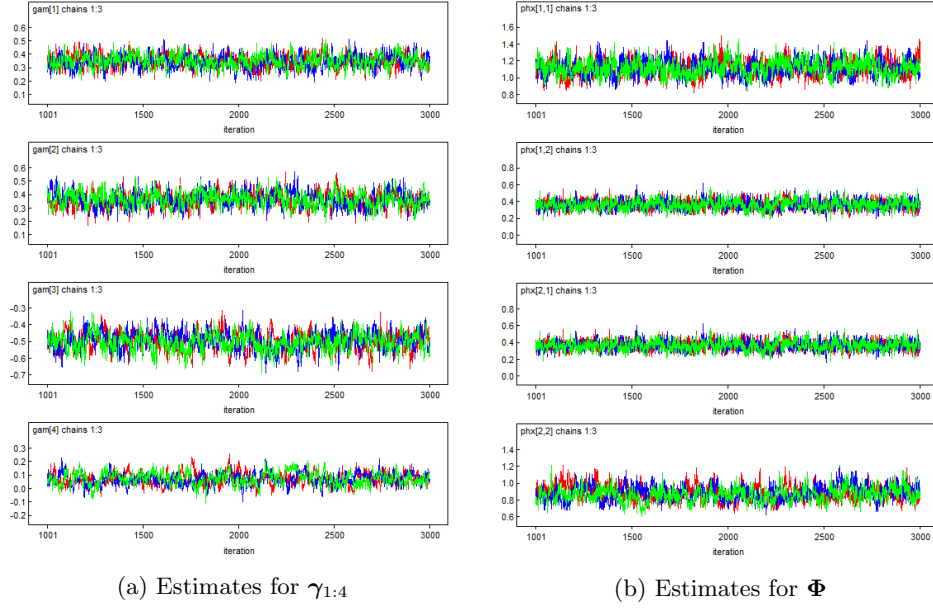 gam[1] chains 1:3
0.6
0.5
0.4
0.3
0.2
0.1
1001 1500 2000 2500 3000
iteration
gam[2] chains 1:3
0.6
0.5
0.4
0.3
0.2
0.1
1001 1500 2000 2500 3000
iteration
gam[3] chains 1:3
-0.3
-0.4
-0.5
-0.6
-0.7
1001 1500 2000 2500 3000
iteration
gam[4] chains 1:3
0.3
0.2
0.1
0.0
-0.1
-0.2
1001 1500 2000 2500 3000
iteration
(a) Estimates for γ1:4
phx[1,1] chains 1:3
1.6
1.4
1.2
1.0
0.8
1001 1500 2000 2500 3000
iteration
phx[1,2] chains 1:3
0.8
0.6
0.4
0.2
0.0
1001 1500 2000 2500 3000
iteration
phx[2,1] chains 1:3
0.8
0.6
0.4
0.2
0.0
1001 1500 2000 2500 3000
iteration
phx[2,2] chains 1:3
1.4
1.2
1.0
0.8
0.6
1001 1500 2000 2500 3000
iteration
(b) Estimates for Φ